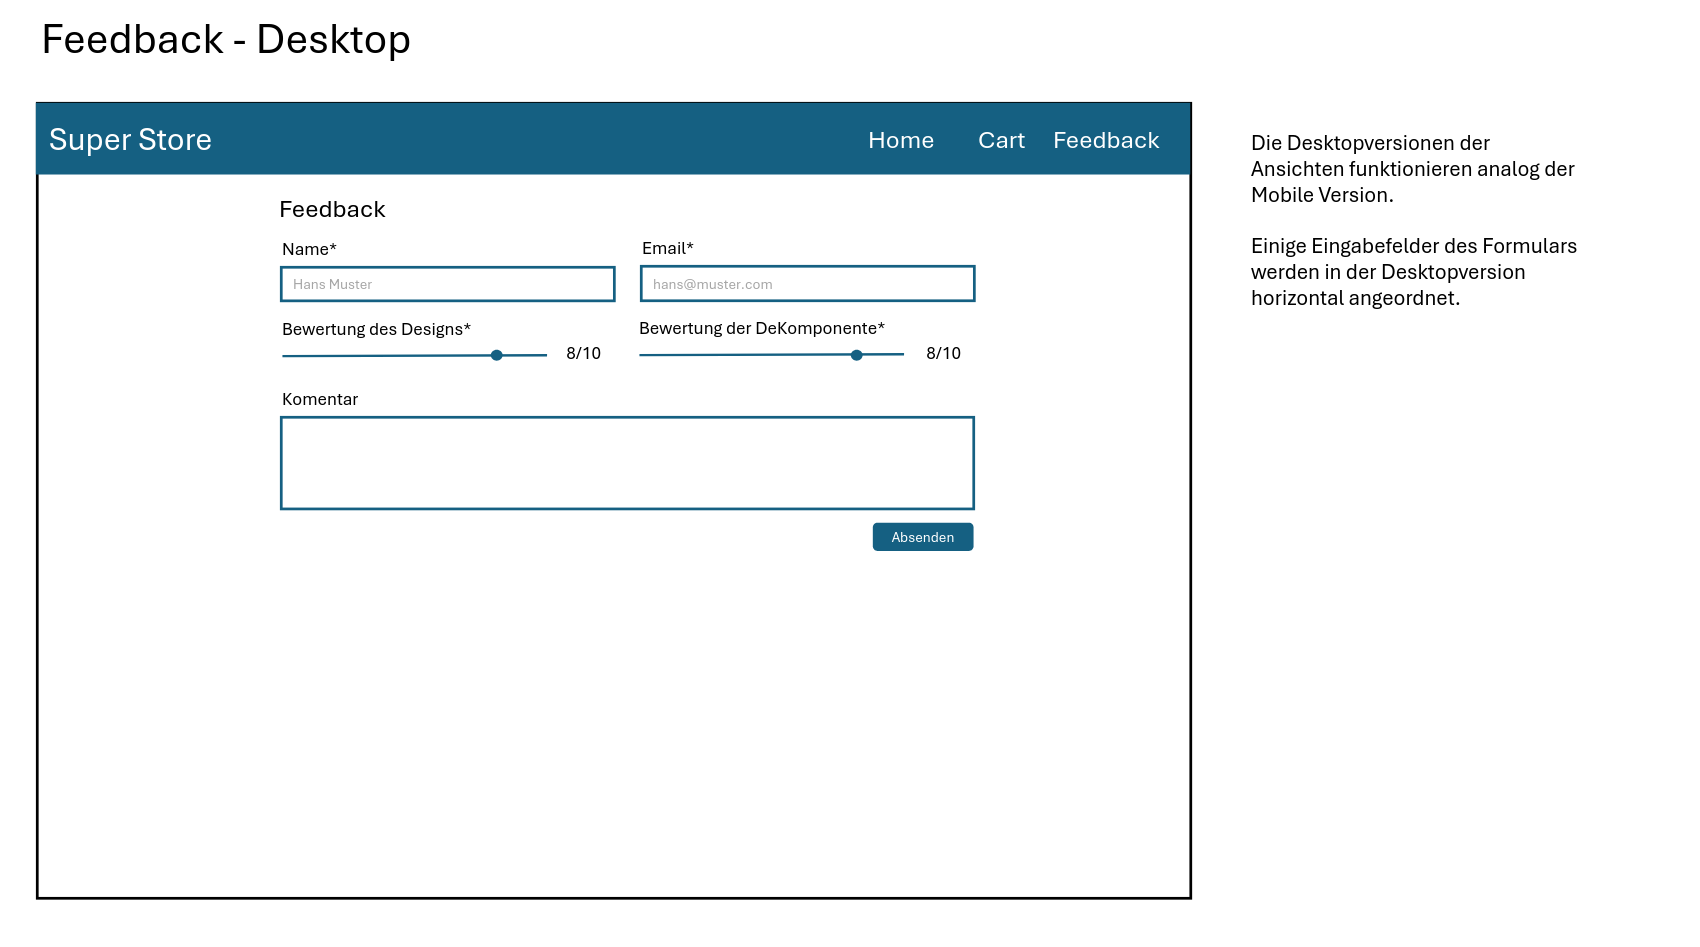 Feedback - Desktop
Super Store
Home
Cart
Feedback
Feedback
Name*
Email*
Hans Muster
hans@muster.com
Bewertung des Designs*
Bewertung der DeKomponente*
8/10
8/10
Komentar
Absenden
Die Desktopversionen der
Ansichten funktionieren analog der
Mobile Version.
Einige Eingabefelder des Formulars
werden in der Desktopversion
horizontal angeordnet.